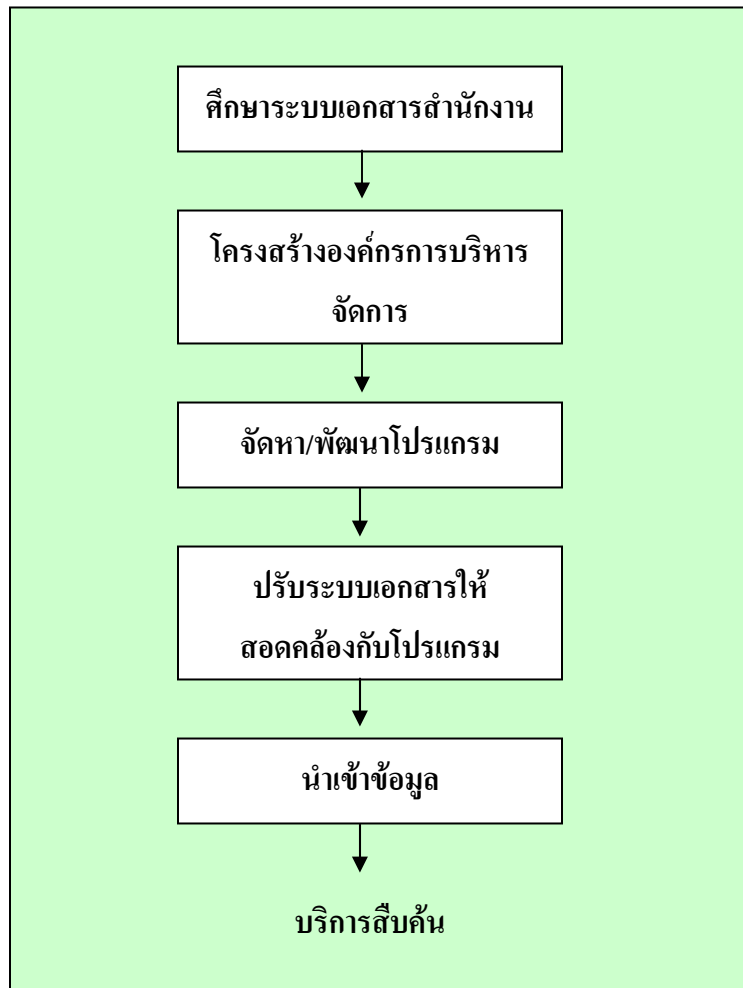 ศึกษาระบบเอกสารสำนักงาน
โครงสร้างองค์กรการบริหาร
จัดการ
จัดหา/พัฒนาโปรแกรม
ปรับระบบเอกสารให้
สอดคล้องกับโปรแกรม
นำเข้าข้อมูล
บริการสืบค้น